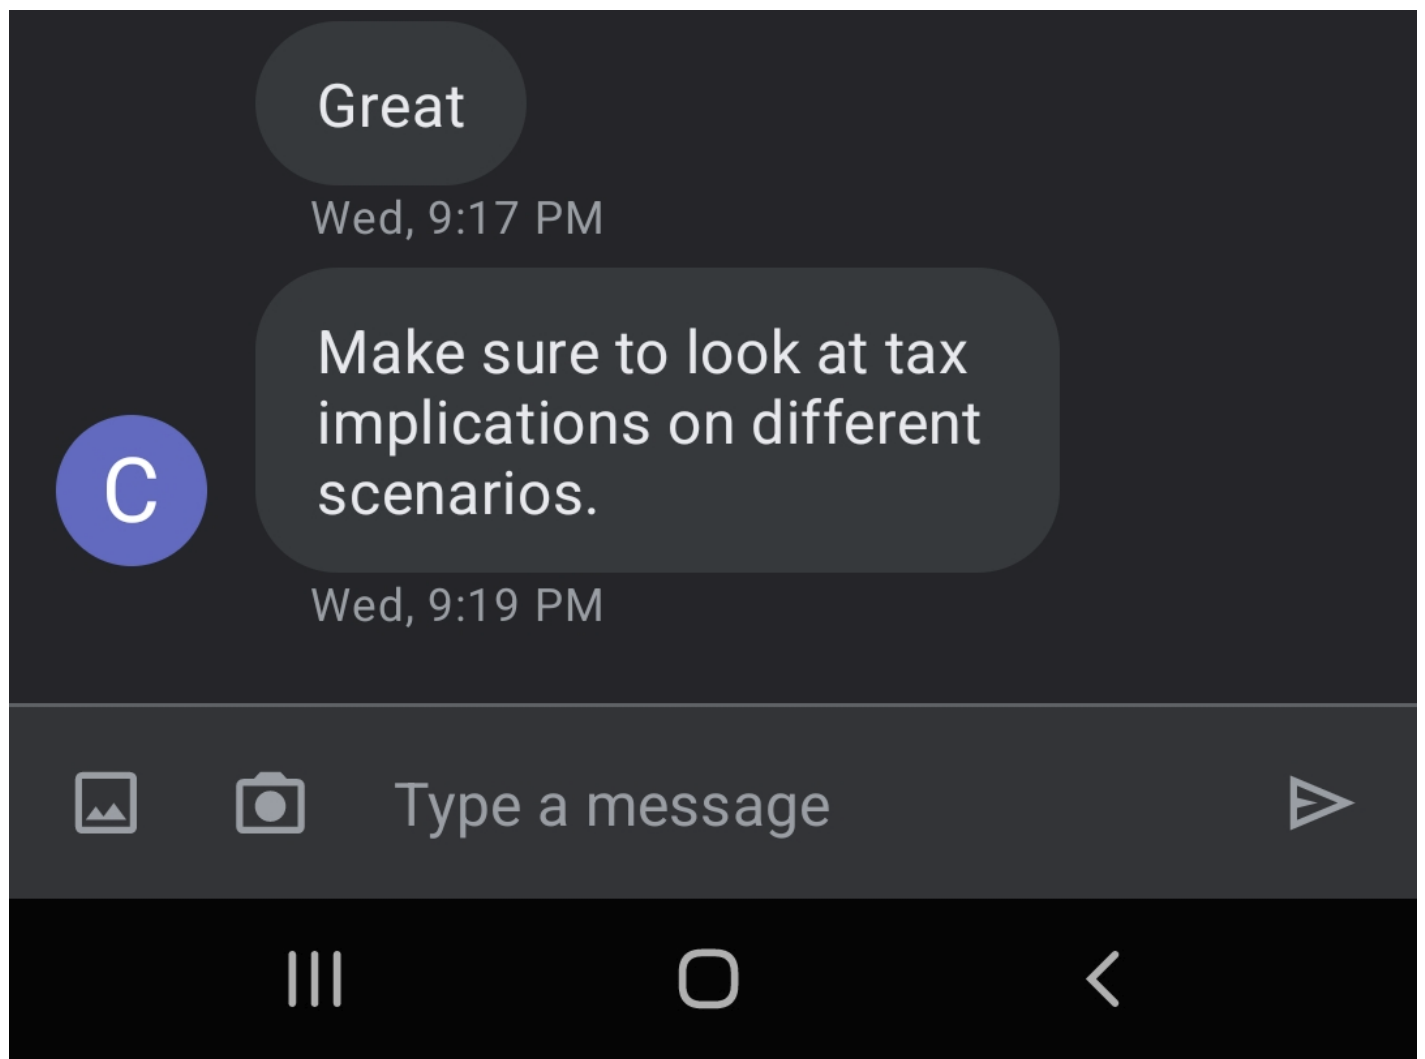 Great
Wed, 9:17 PM
Make sure to look at tax
implications on different
scenarios.
C
Wed, 9:19 PM
Type a message